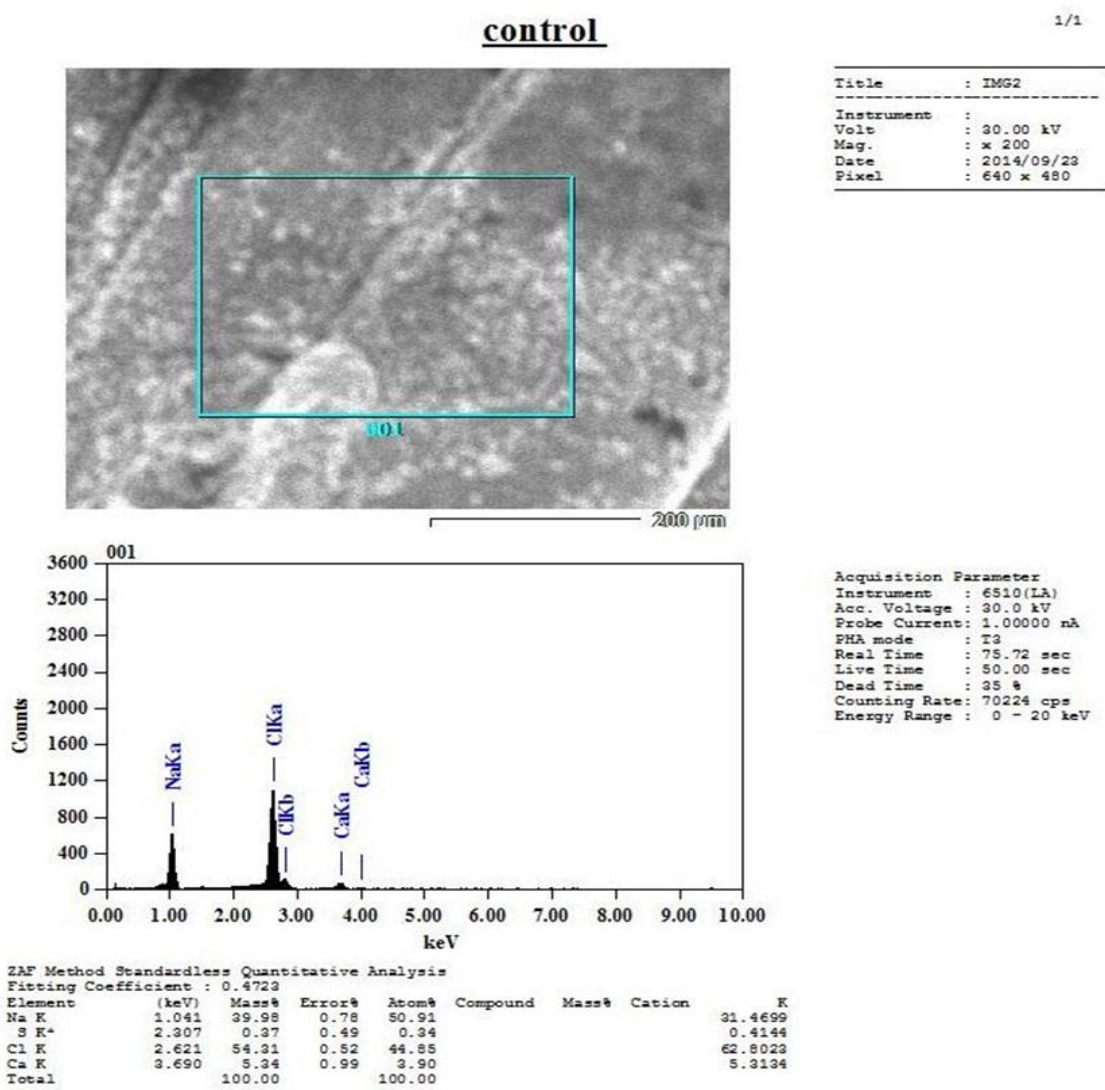 control
1/1
Title : IMG2
Instrument :
Volt : 30.00 kV
Mag. : x 200
Date : 2014/09/23
Pixel : 640 x 480
001
200 µm
001
3600
3200
2800
2400
2000
1600
1200
800
400
0
Counts
NaKa
ClKa
ClKb
CaKa
CaKb
0.00 1.00 2.00 3.00 4.00 5.00 6.00 7.00 8.00 9.00 10.00
keV
Acquisition Parameter
Instrument : 6510(LA)
Acc. Voltage : 30.0 kV
Probe Current: 1.00000 nA
PHA mode : T3
Real Time : 75.72 sec
Live Time : 50.00 sec
Dead Time : 35 %
Counting Rate: 70224 cps
Energy Range : 0 - 20 keV
ZAF Method Standardless Quantitative Analysis
Fitting Coefficient : 0.4723
Element (keV) Mass% Error% Atom% Compound Mass% Cation K
Na K 1.041 39.98 0.78 50.91 31.4699
S K* 2.307 0.37 0.49 0.34 0.4144
Cl K 2.621 54.31 0.52 44.85 62.8023
Ca K 3.690 5.34 0.99 3.90 5.3134
Total 100.00 100.00